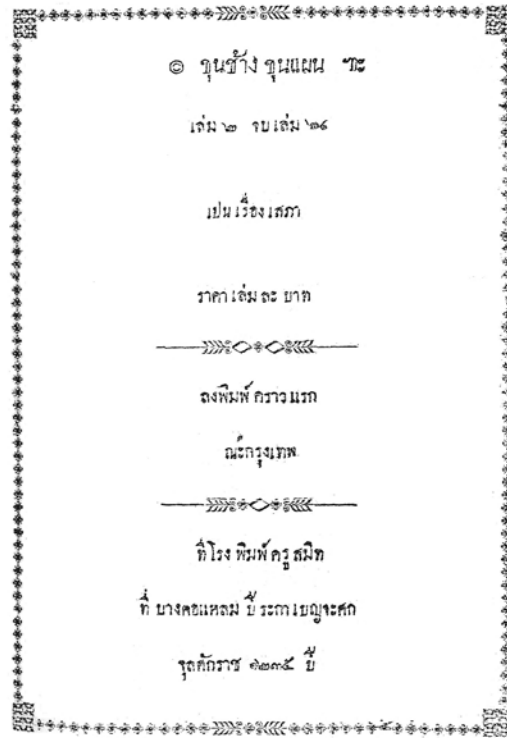 ๏ ขุนช้าง ขุนแผน ฯะ
เล่ม ๒ จบเล่ม ๒๔
เปน เรื่อง เสภา
ราคา เล่ม ละ บาท
ลงพิมพ์ คราว แรก
ณะกรุงเทพ
ที่ โรง พิมพ์ ครู สมิท
ที่ บางคอแหลม ปี ระกา เบญจะศก
จุลศักราช ๑๒๓๕ ปี